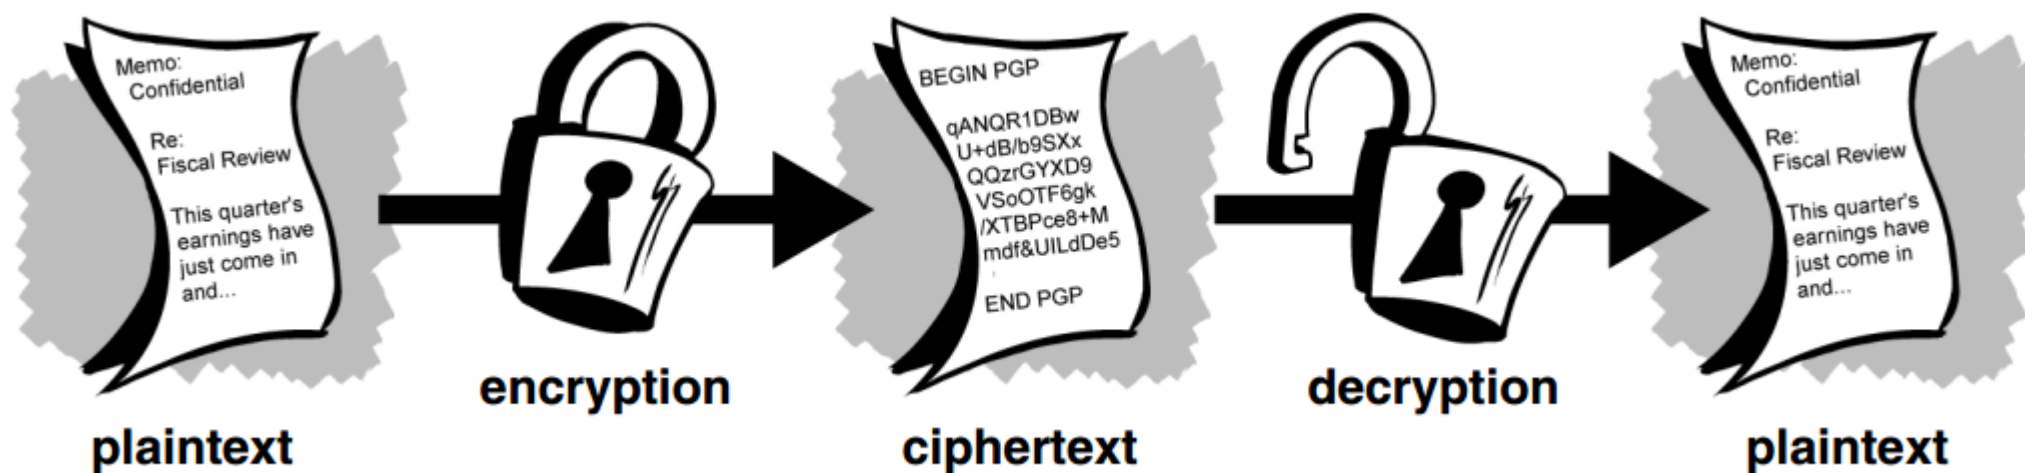 Memo:
Confidential
Re:
Fiscal Review
This quarter's
earnings have
just come in
and...
plaintext
encryption
BEGIN PGP
qANQR1DBw
U+dB/b9SXx
QQzrGYXD9
VSoOTF6gk
/XTBPce8+M
mdf&UILdDe5
END PGP
ciphertext
decryption
Memo:
Confidential
Re:
Fiscal Review
This quarter's
earnings have
just come in
and...
plaintext